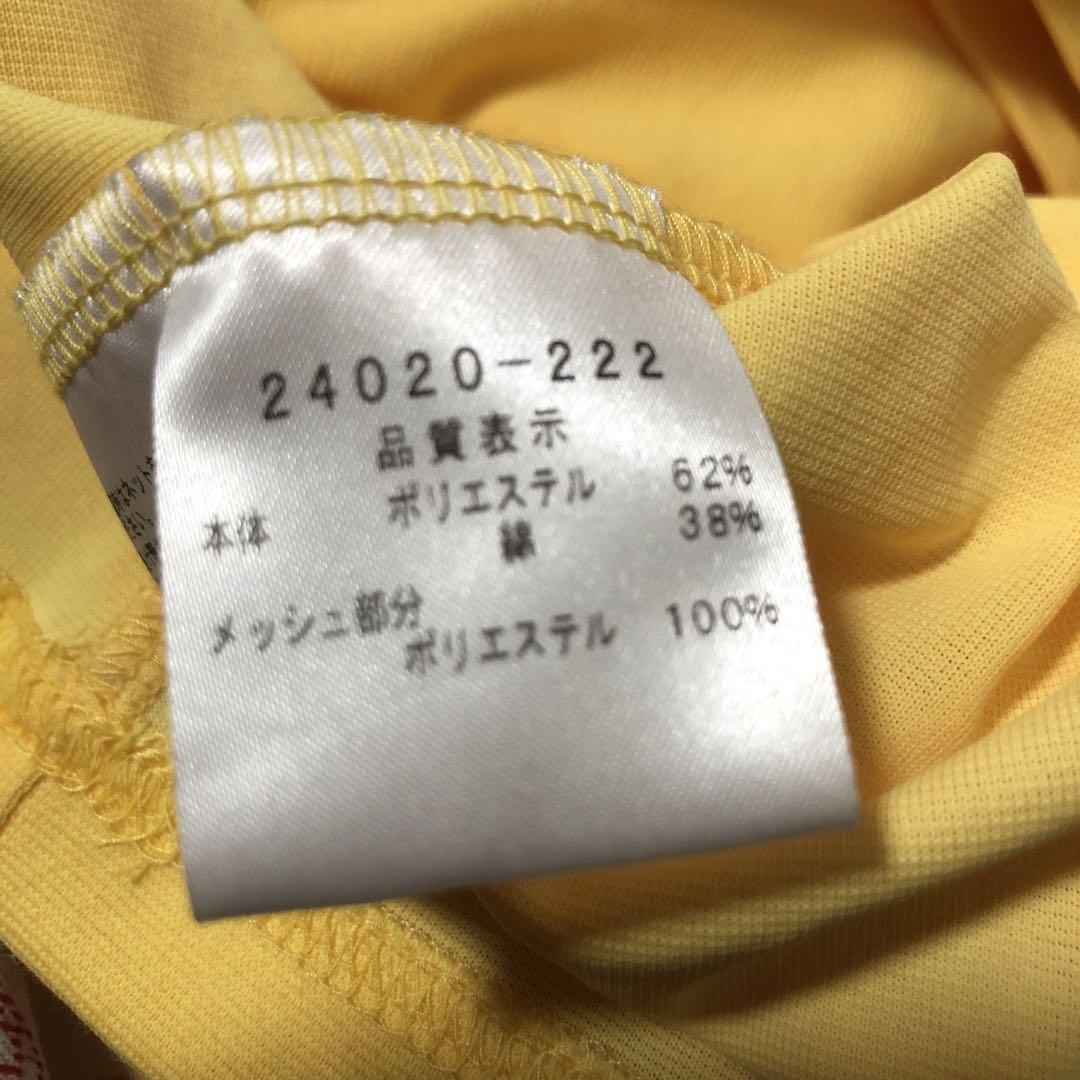 24020-222
品質表示
本体 ポリエステル 62%
綿 38%
メッシュ部分
ポリエステル 100%